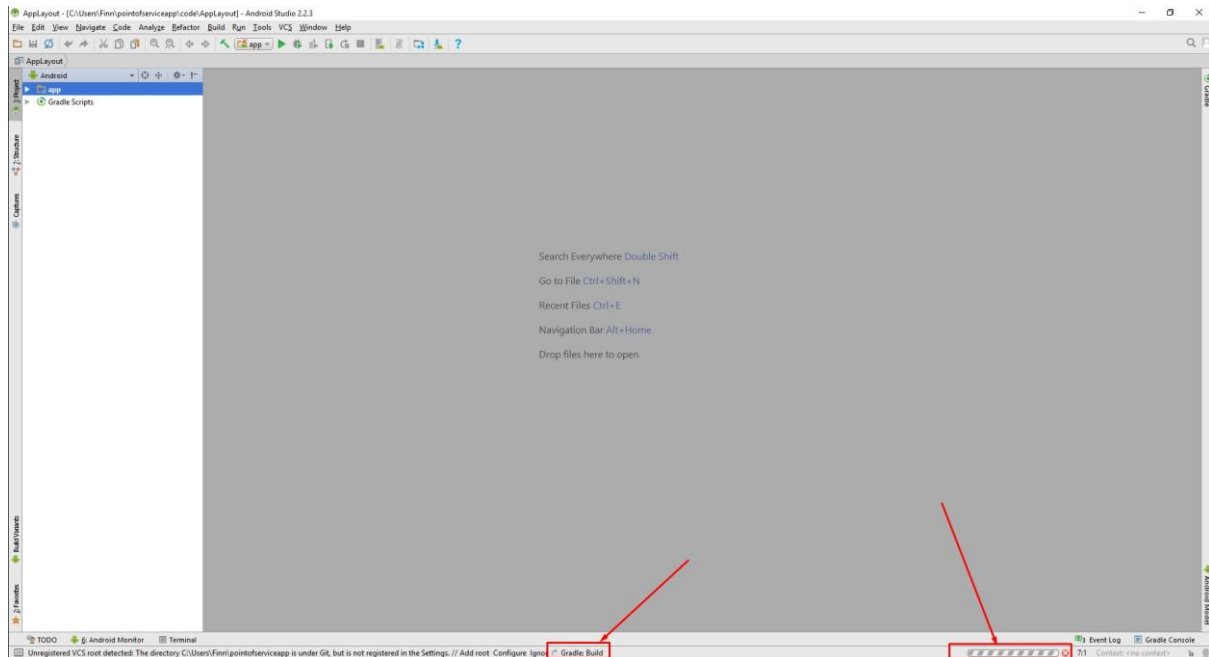 AppLayout - [C:\Users\Finn\pointofserviceapp\code\AppLayout] - Android Studio 2.2.3
File Edit View Navigate Code Analyze Refactor Build Run Tools VCS Window Help
app
AppLayout
Android
1: Project
app
Gradle Scripts
Gradle
7: Structure
Captures
Search Everywhere Double Shift
Go to File Ctrl+Shift+N
Recent Files Ctrl+E
Navigation Bar Alt+Home
Drop files here to open
Build Variants
2: Favorites
Android Model
TODO 6: Android Monitor Terminal Event Log Gradle Console
Unregistered VCS root detected: The directory C:\Users\Finn\pointofserviceapp is under Git, but is not registered in the Settings. // Add root Configure Ignor Gradle: Build 7:1 Context: <no context>